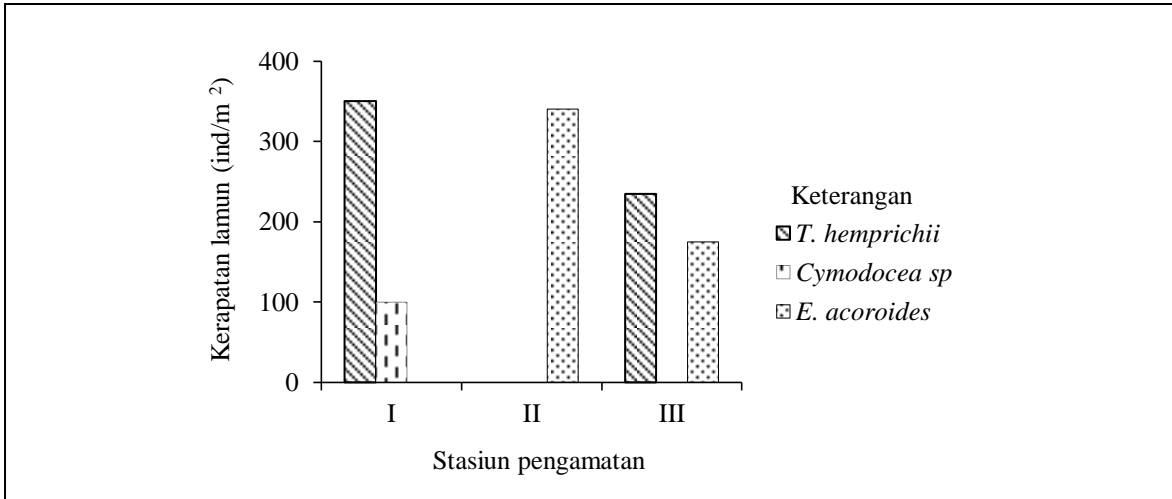 400
300
200
100
0
Kerapatan lamun (ind/m ²)
I II III
Stasiun pengamatan
Keterangan
T. hemprichii
Cymodocea sp
E. acoroides